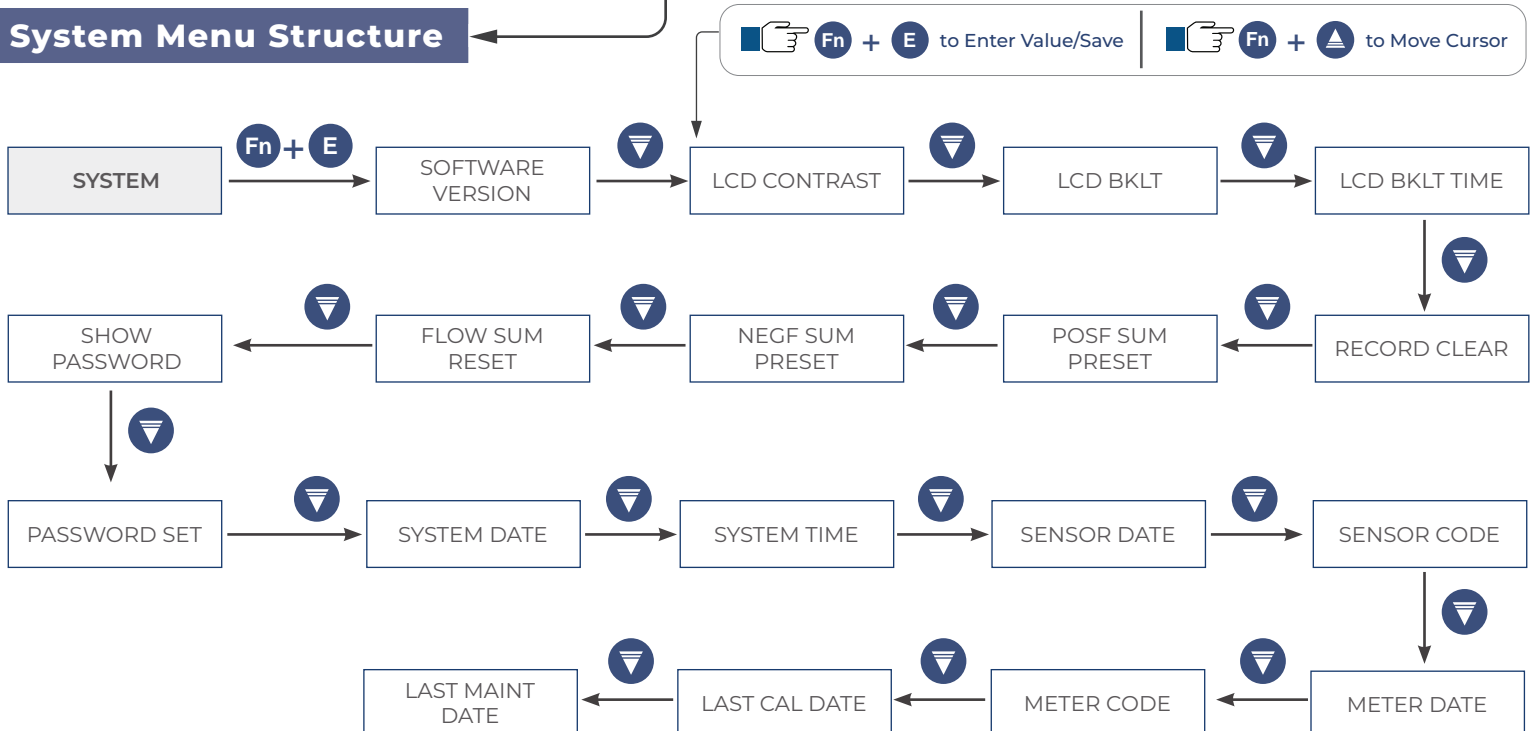 System Menu Structure
Fn + E to Enter Value/Save
Fn + to Move Cursor
Fn + E
SYSTEM
SOFTWARE
VERSION
LCD CONTRAST
LCD BKLT
LCD BKLT TIME
SHOW
PASSWORD
FLOW SUM
RESET
NEGF SUM
PRESET
POSF SUM
PRESET
RECORD CLEAR
PASSWORD SET
SYSTEM DATE
SYSTEM TIME
SENSOR DATE
SENSOR CODE
LAST MAINT
DATE
LAST CAL DATE
METER CODE
METER DATE